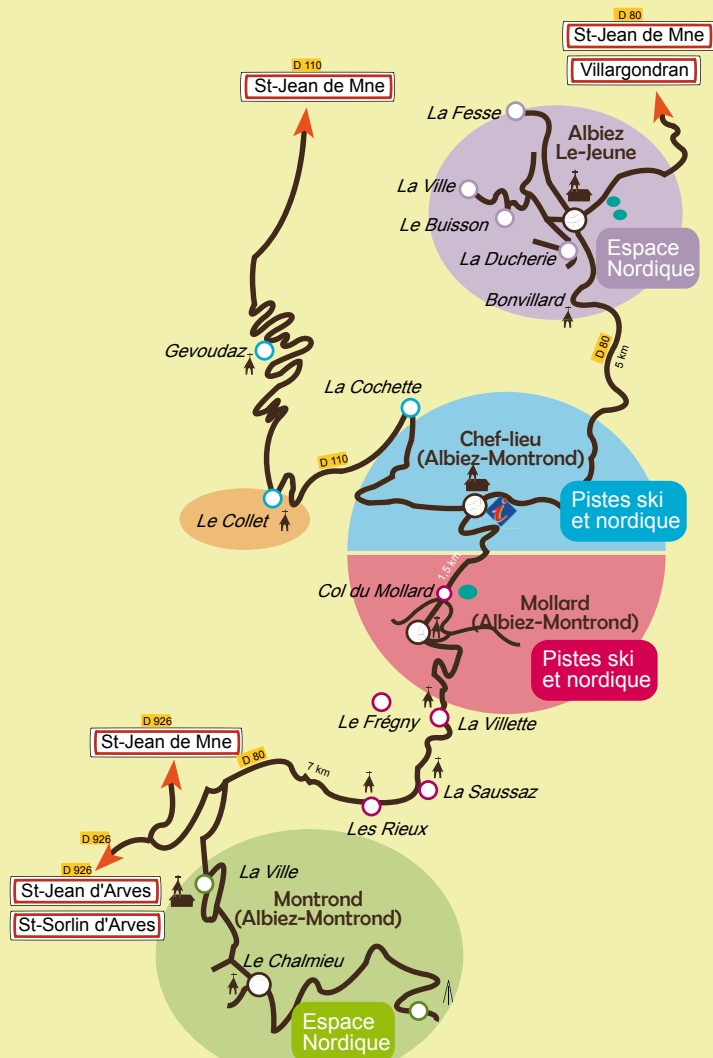 D 80
St-Jean de Mne
Villargondran
D 110
St-Jean de Mne
La Fesse
Albiez
Le-Jeune
La Ville
Le Buisson
La Ducherie
Espace
Nordique
Bonvillard
D 80
5 km
Gevoudaz
La Cochette
D 110
Le Collet
Chef-lieu
(Albiez-Montrond)
i
Pistes ski
et nordique
1,5 km
Col du Mollard
Mollard
(Albiez-Montrond)
Pistes ski
et nordique
Le Frégny
La Villette
D 926
St-Jean de Mne
D 80
7 km
La Saussaz
Les Rieux
D 926
D 926
St-Jean d'Arves
St-Sorlin d'Arves
La Ville
Montrond
(Albiez-Montrond)
Le Chalmieu
Espace
Nordique